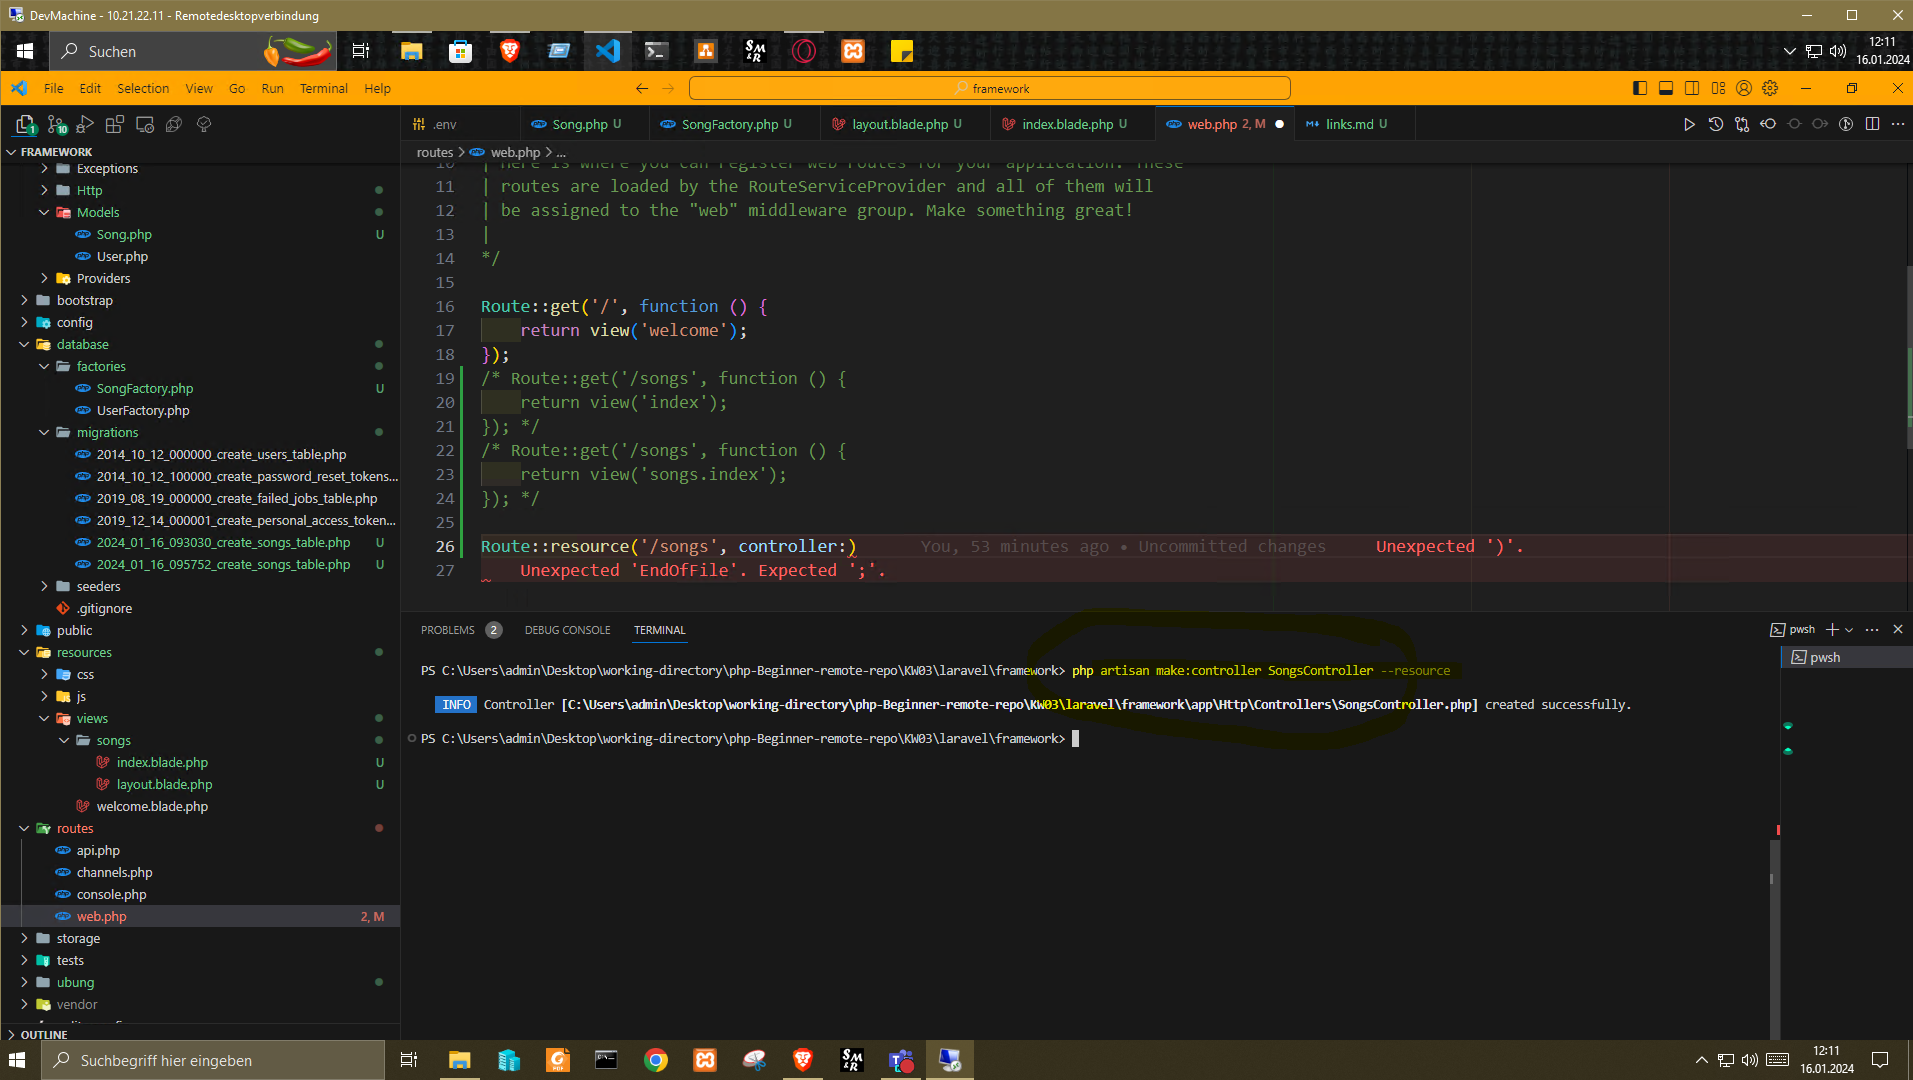 DevMachine - 10.21.22.11 - Remotedesktopverbindung
Suchen
12:11
16.01.2024
File Edit Selection View Go Run Terminal Help
framework
.env
Song.php U
SongFactory.php U
layout.blade.php U
index.blade.php U
web.php 2, M
links.md U
1
10
FRAMEWORK
routes > web.php > ...
Exceptions
Http
Models
Song.php U
User.php
Providers
bootstrap
config
database
factories
SongFactory.php U
UserFactory.php
migrations
2014_10_12_000000_create_users_table.php
2014_10_12_100000_create_password_reset_tokens...
2019_08_19_000000_create_failed_jobs_table.php
2019_12_14_000001_create_personal_access_token...
2024_01_16_093030_create_songs_table.php U
2024_01_16_095752_create_songs_table.php U
seeders
.gitignore
public
resources
css
js
views
songs
index.blade.php U
layout.blade.php U
welcome.blade.php
routes
api.php
channels.php
console.php
web.php 2, M
storage
tests
ubung
vendor
OUTLINE
10 | Here is where you can register web routes for your application. These
11 | routes are loaded by the RouteServiceProvider and all of them will
12 | be assigned to the "web" middleware group. Make something great!
13 |
14 */
15
16 Route::get('/', function () {
17     return view('welcome');
18 });
19 /* Route::get('/songs', function () {
20     return view('index');
21 }); */
22 /* Route::get('/songs', function () {
23     return view('songs.index');
24 }); */
25
26 Route::resource('/songs', controller:) You, 53 minutes ago • Uncommitted changes Unexpected ')'.
27 Unexpected 'EndOfFile'. Expected ';'.
PROBLEMS 2 DEBUG CONSOLE TERMINAL
pwsh
pwsh
PS C:\Users\admin\Desktop\working-directory\php-Beginner-remote-repo\KW03\laravel\framework> php artisan make:controller SongsController --resource
INFO Controller [C:\Users\admin\Desktop\working-directory\php-Beginner-remote-repo\KW03\laravel\framework\app\Http\Controllers\SongsController.php] created successfully.
PS C:\Users\admin\Desktop\working-directory\php-Beginner-remote-repo\KW03\laravel\framework>
Suchbegriff hier eingeben
12:11
16.01.2024